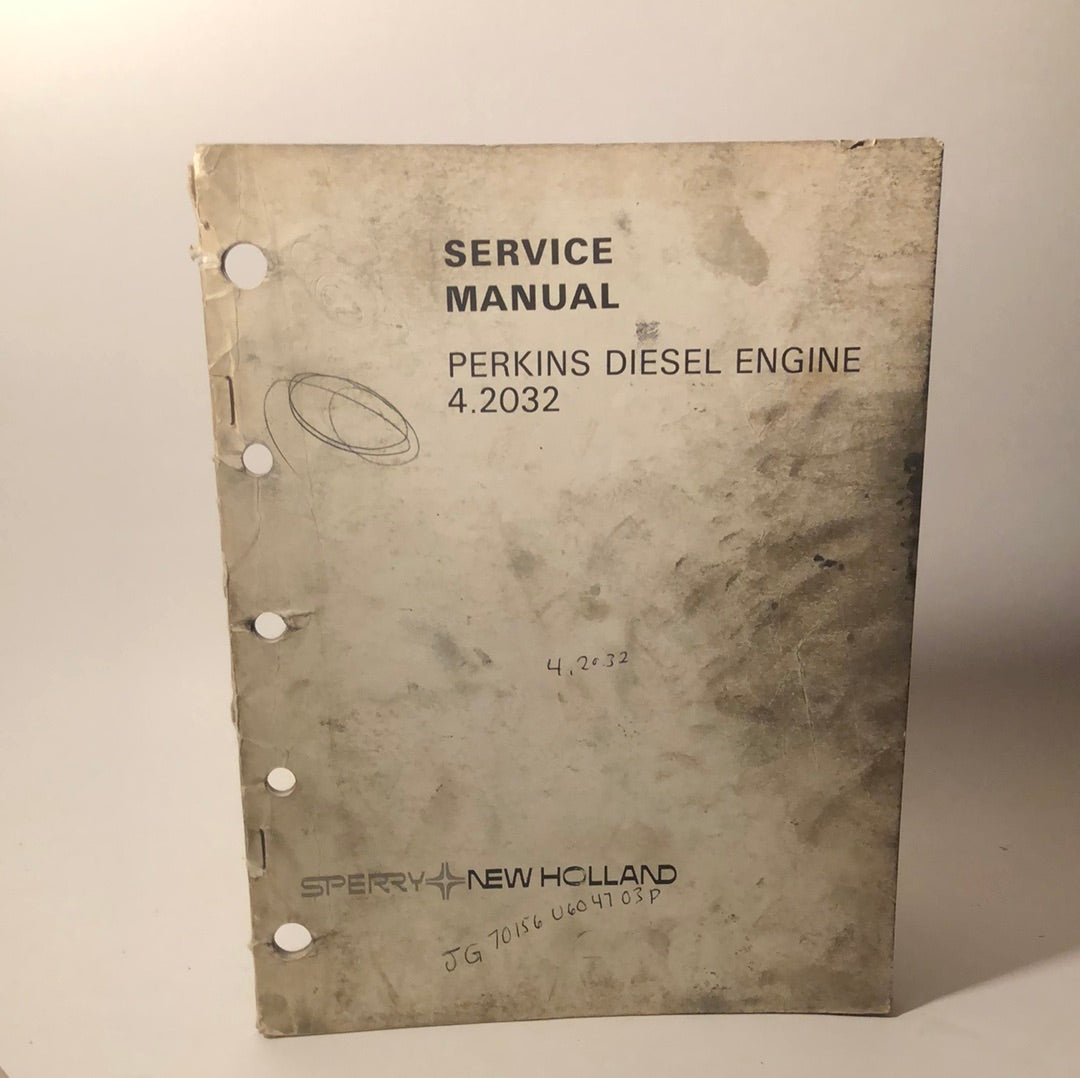 SERVICE
MANUAL
PERKINS DIESEL ENGINE
4.2032
4.2032
SPERRY NEW HOLLAND
JG 70156 U604703P